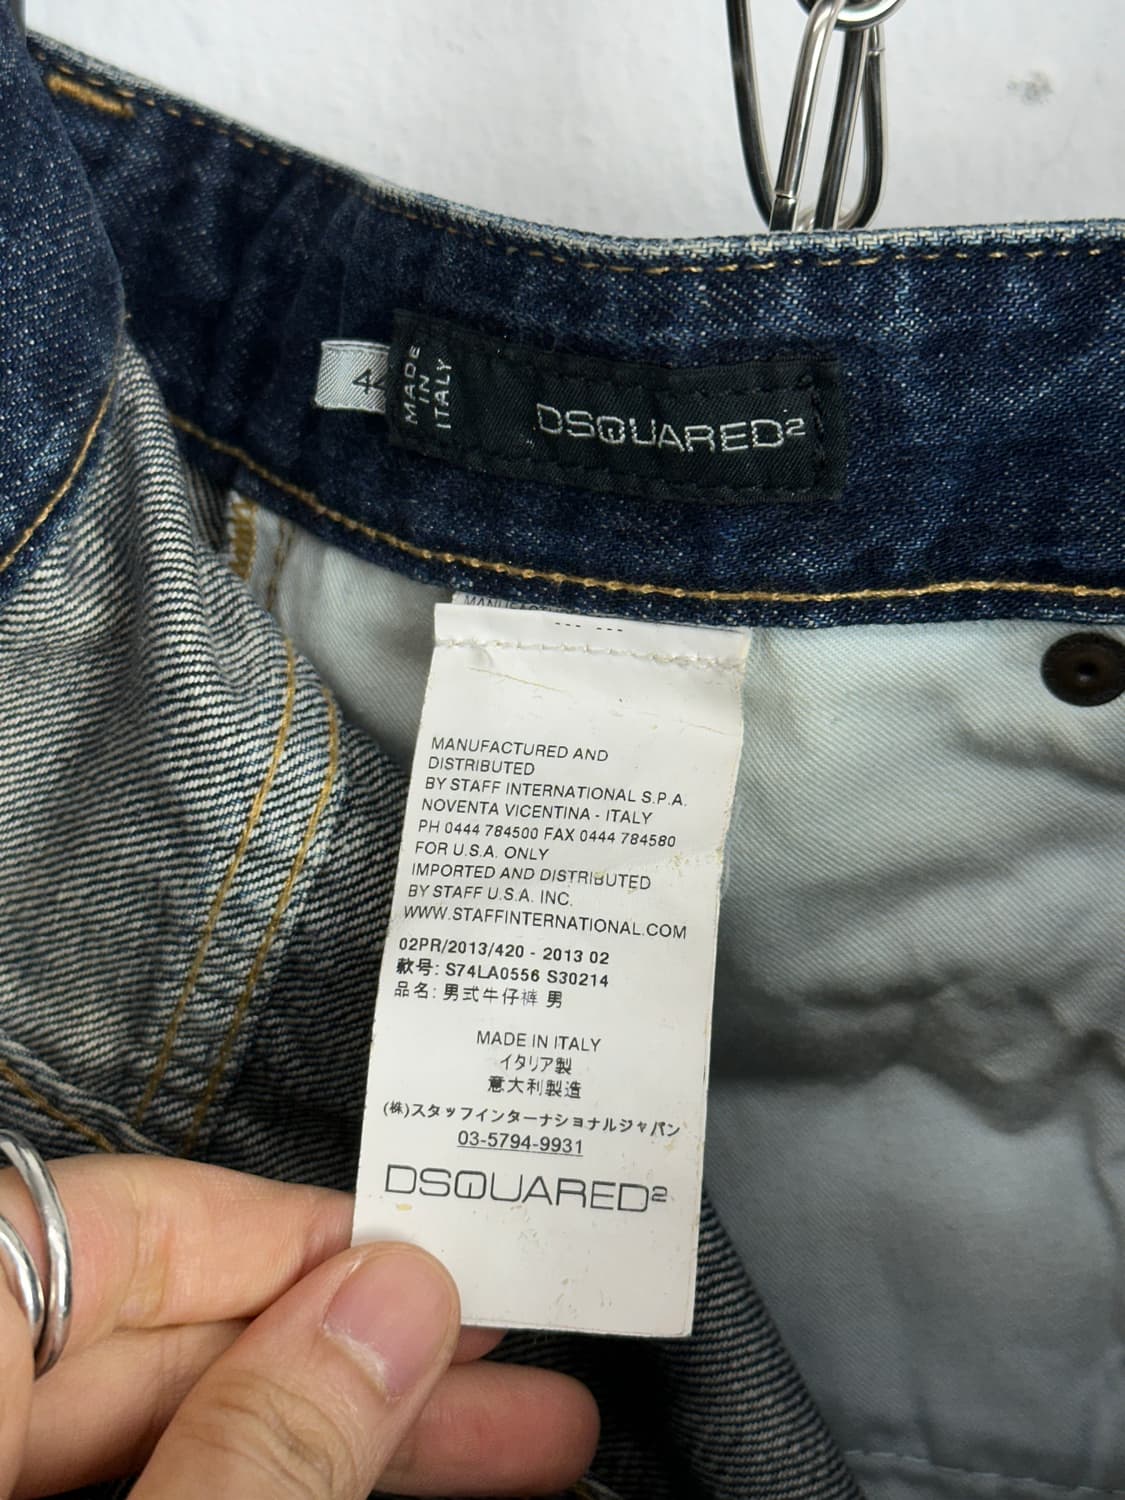 44
MADE
IN
ITALY
DSQUARED2
MANUFACTURED AND
DISTRIBUTED
BY STAFF INTERNATIONAL S.P.A.
NOVENTA VICENTINA - ITALY
PH 0444 784500 FAX 0444 784580
FOR U.S.A. ONLY
IMPORTED AND DISTRIBUTED
BY STAFF U.S.A. INC.
WWW.STAFFINTERNATIONAL.COM
02PR/2013/420 - 2013 02
款号: S74LA0556 S30214
品名: 男式牛仔裤 男
MADE IN ITALY
イタリア製
意大利製造
(株)スタッフインターナショナルジャパン
03-5794-9931
DSQUARED2